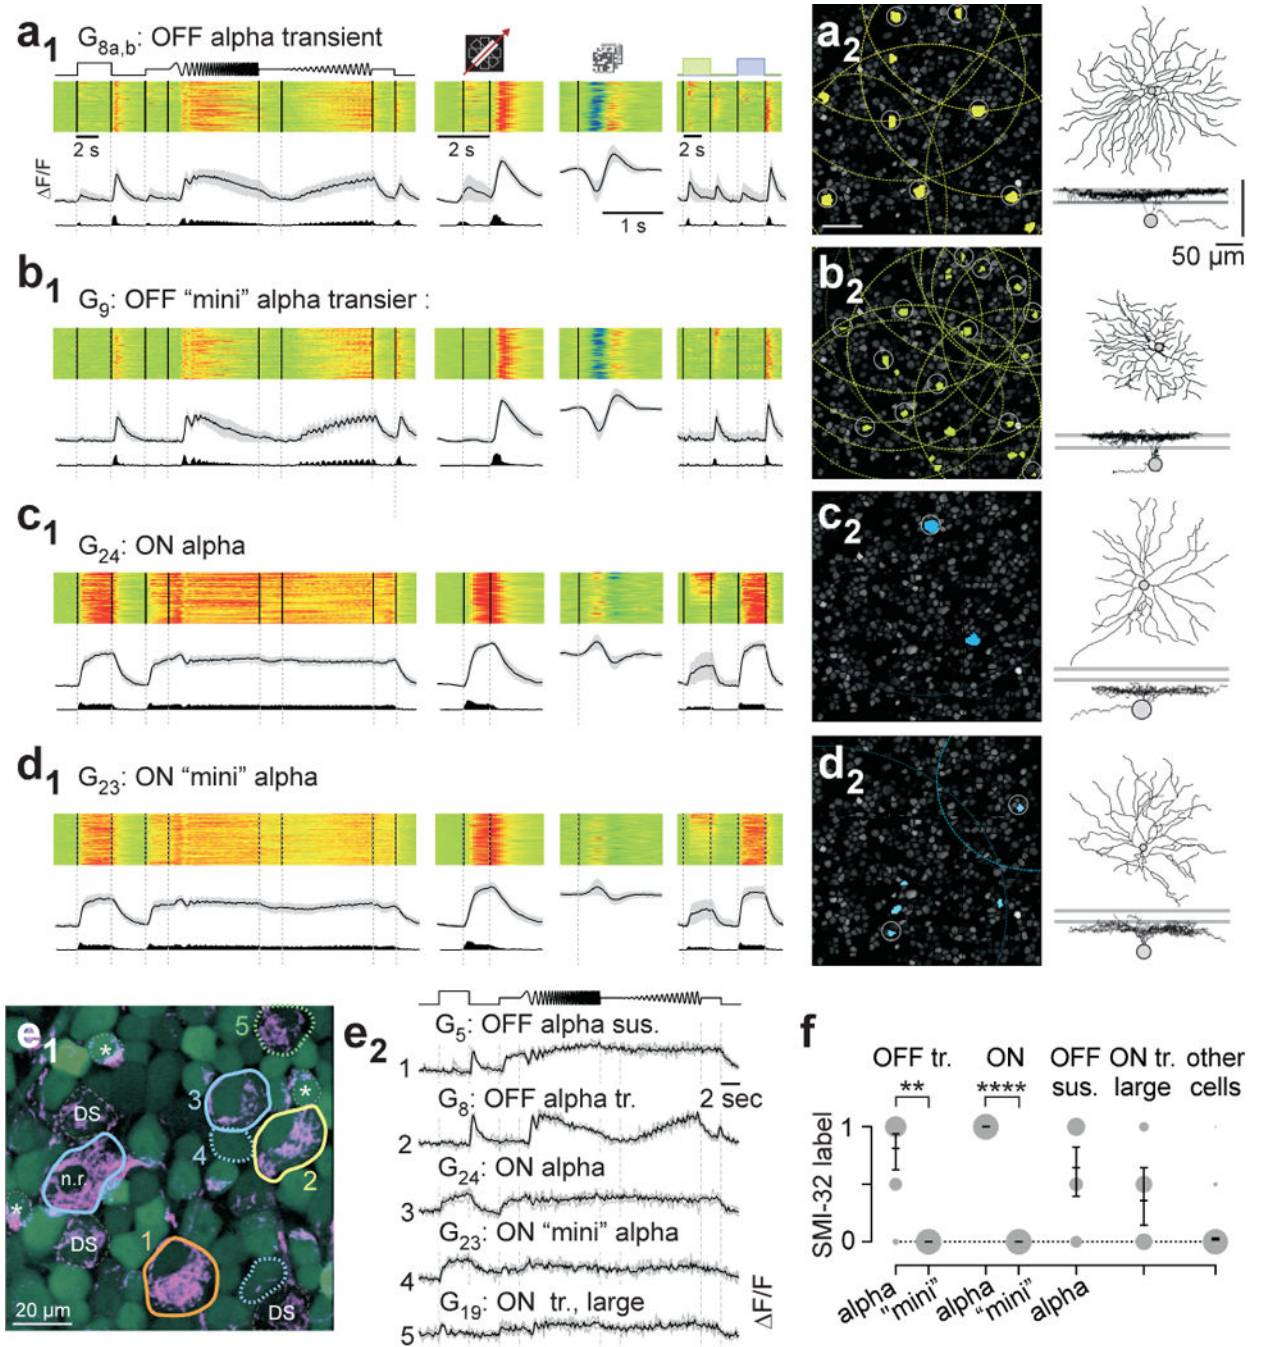 a1 G8a,b: OFF alpha transient
2 s
2 s
2 s
ΔF/F
1 s
a2
50 µm
b1 G9: OFF “mini” alpha transier :
b2
c1 G24: ON alpha
c2
d1 G23: ON “mini” alpha
d2
e1
5
*
3
*
DS
4
2
n.r.
*
DS
1
DS
20 µm
e2
G5: OFF alpha sus.
1
2 sec
G8: OFF alpha tr.
2
G24: ON alpha
3
G23: ON “mini” alpha
4
G19: ON tr., large
5
ΔF/F
f
OFF tr. ON OFF sus. ON tr. large other cells
** ****
SMI-32 label
1
0
alpha "mini" alpha "mini" alpha